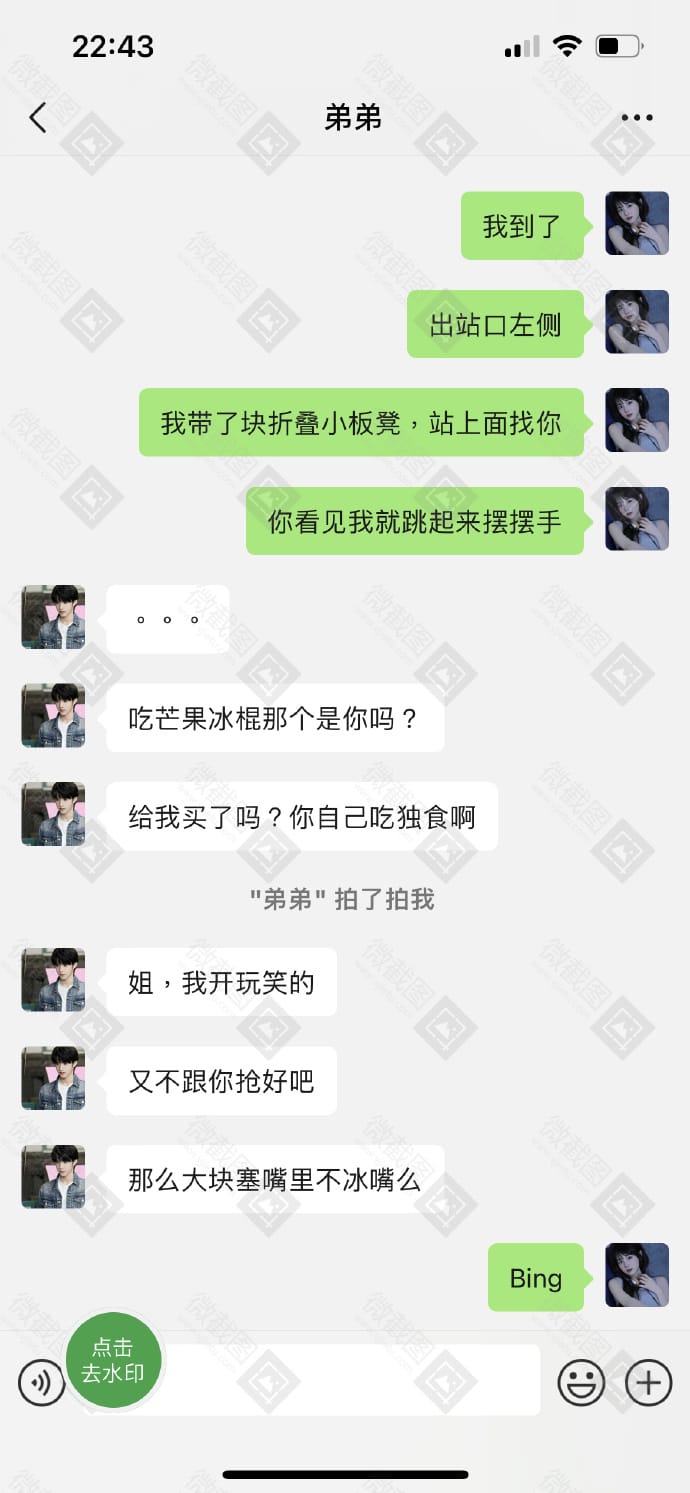 22:43
弟弟
我到了
出站口左侧
我带了块折叠小板凳，站上面找你
你看见我就跳起来摆摆手
。。。
吃芒果冰棍那个是你吗？
给我买了吗？你自己吃独食啊
"弟弟" 拍了拍我
姐，我开玩笑的
又不跟你抢好吧
那么大块塞嘴里不冰嘴么
Bing
点击
去水印
微截图